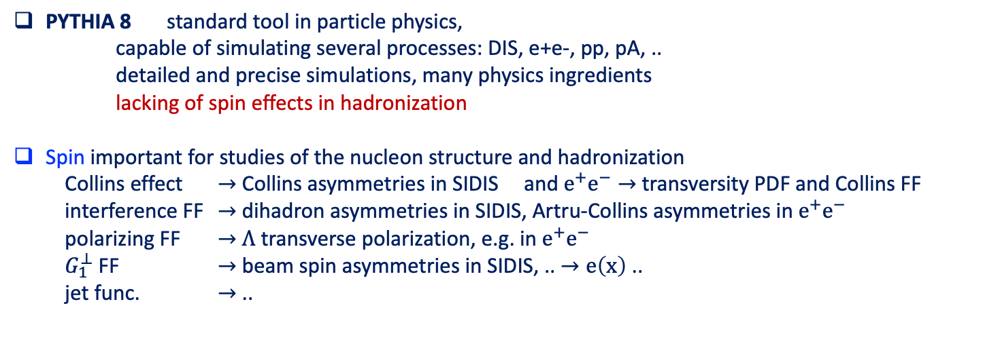 ❑ PYTHIA 8 standard tool in particle physics,
capable of simulating several processes: DIS, e+e-, pp, pA, ..
detailed and precise simulations, many physics ingredients
lacking of spin effects in hadronization
❑ Spin important for studies of the nucleon structure and hadronization
Collins effect → Collins asymmetries in SIDIS and e⁺e⁻ → transversity PDF and Collins FF
interference FF → dihadron asymmetries in SIDIS, Artru-Collins asymmetries in e⁺e⁻
polarizing FF → Λ transverse polarization, e.g. in e⁺e⁻
G₁^⊥ FF → beam spin asymmetries in SIDIS, .. → e(x) ..
jet func. → ..